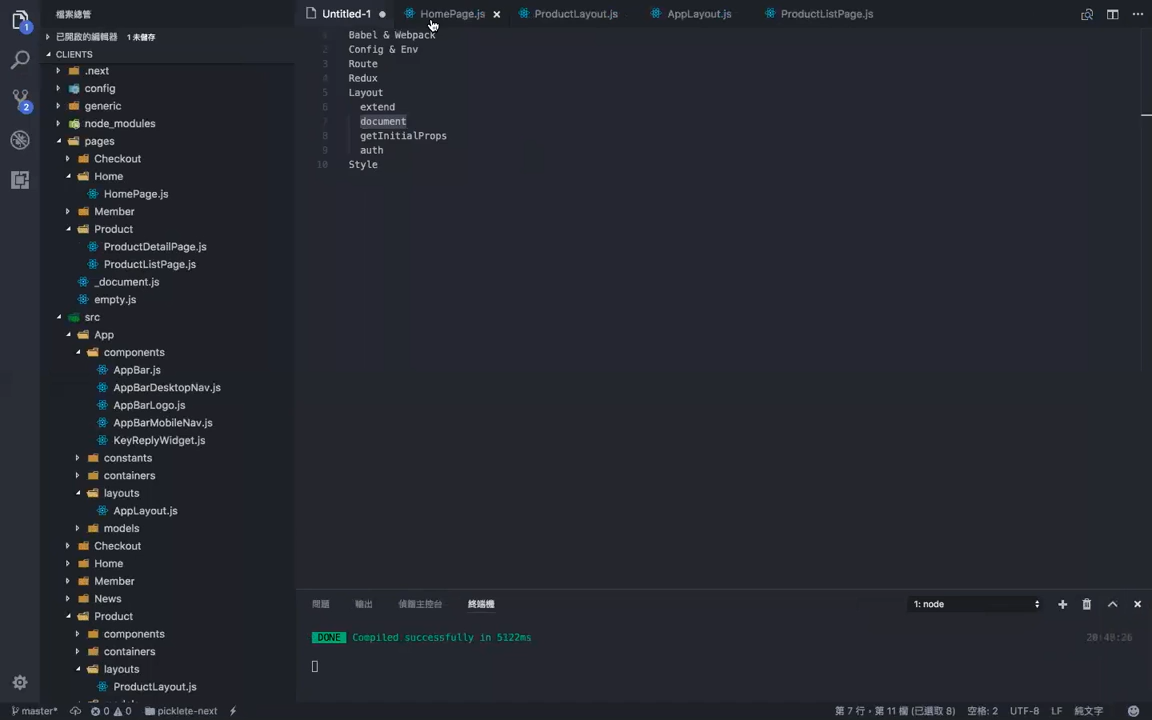 檔案總管
Untitled-1
HomePage.js
ProductLayout.js
AppLayout.js
ProductListPage.js
已開啟的編輯器 1 未儲存
CLIENTS
.next
config
generic
node_modules
pages
Checkout
Home
HomePage.js
Member
Product
ProductDetailPage.js
ProductListPage.js
_document.js
empty.js
src
App
components
AppBar.js
AppBarDesktopNav.js
AppBarLogo.js
AppBarMobileNav.js
KeyReplyWidget.js
constants
containers
layouts
AppLayout.js
models
Checkout
Home
Member
News
Product
components
containers
layouts
ProductLayout.js
1 Babel & Webpack
2 Config & Env
3 Route
4 Redux
5 Layout
6 extend
7 document
8 getInitialProps
9 auth
10 Style
問題 輸出 偵錯主控台 終端機
1: node
DONE Compiled successfully in 5122ms
20:48:26
1
2
master* 0 0 picklete-next
第 7 行，第 11 欄 (已選取 8) 空格: 2 UTF-8 LF 純文字